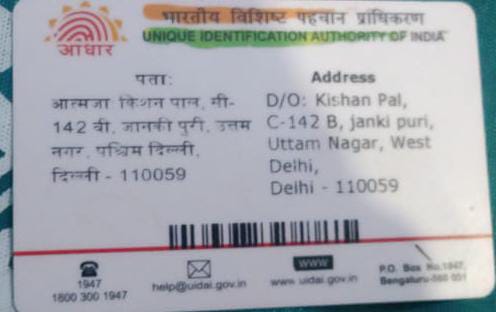 आधार
भारतीय विशिष्ट पहचान प्राधिकरण
UNIQUE IDENTIFICATION AUTHORITY OF INDIA
पता:
आत्मजा किशन पाल, सी-
142 बी, जानकी पुरी, उत्तम
नगर, पश्चिम दिल्ली,
दिल्ली - 110059
Address
D/O: Kishan Pal,
C-142 B, janki puri,
Uttam Nagar, West
Delhi,
Delhi - 110059
1947
1800 300 1947
help@uidai.gov.in
WWW
www.uidai.gov.in
P.O. Box No.1947,
Bengaluru-560 001